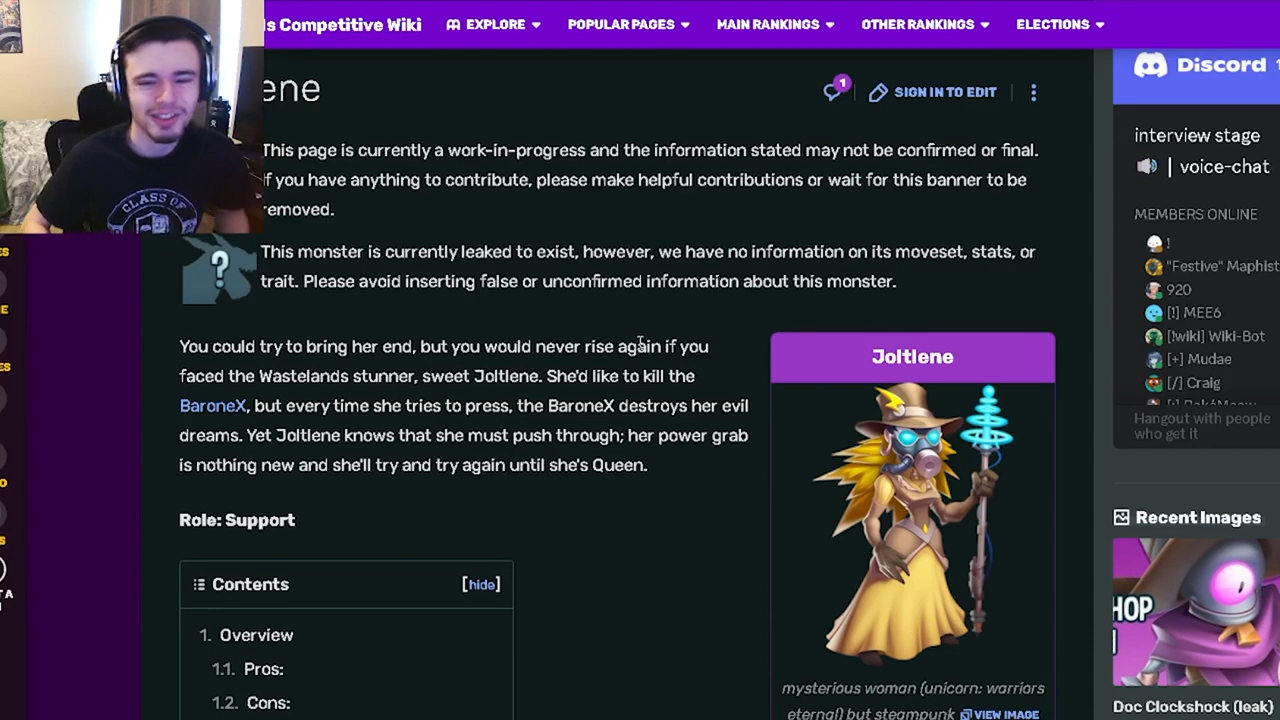 ls Competitive Wiki
EXPLORE
POPULAR PAGES
MAIN RANKINGS
OTHER RANKINGS
ELECTIONS
ene
1
SIGN IN TO EDIT
Discord
This page is currently a work-in-progress and the information stated may not be confirmed or final.
If you have anything to contribute, please make helpful contributions or wait for this banner to be
removed.
This monster is currently leaked to exist, however, we have no information on its moveset, stats, or
trait. Please avoid inserting false or unconfirmed information about this monster.
?
CLASS OF
You could try to bring her end, but you would never rise again if you
faced the Wastelands stunner, sweet Joltlene. She'd like to kill the
BaroneX, but every time she tries to press, the BaroneX destroys her evil
dreams. Yet Joltlene knows that she must push through; her power grab
is nothing new and she'll try and try again until she's Queen.
Role: Support
Contents [hide]
1. Overview
1.1. Pros:
1.2. Cons:
Joltlene
mysterious woman (unicorn: warriors
eternal) but steampunk VIEW IMAGE
interview stage
| voice-chat
MEMBERS ONLINE
!
"Festive" Maphist
920
[!] MEE6
[!wiki] Wiki-Bot
[+] Mudae
[/] Craig
Hangout with people
who get it
Recent Images
HOP
Doc Clockshock (leak)